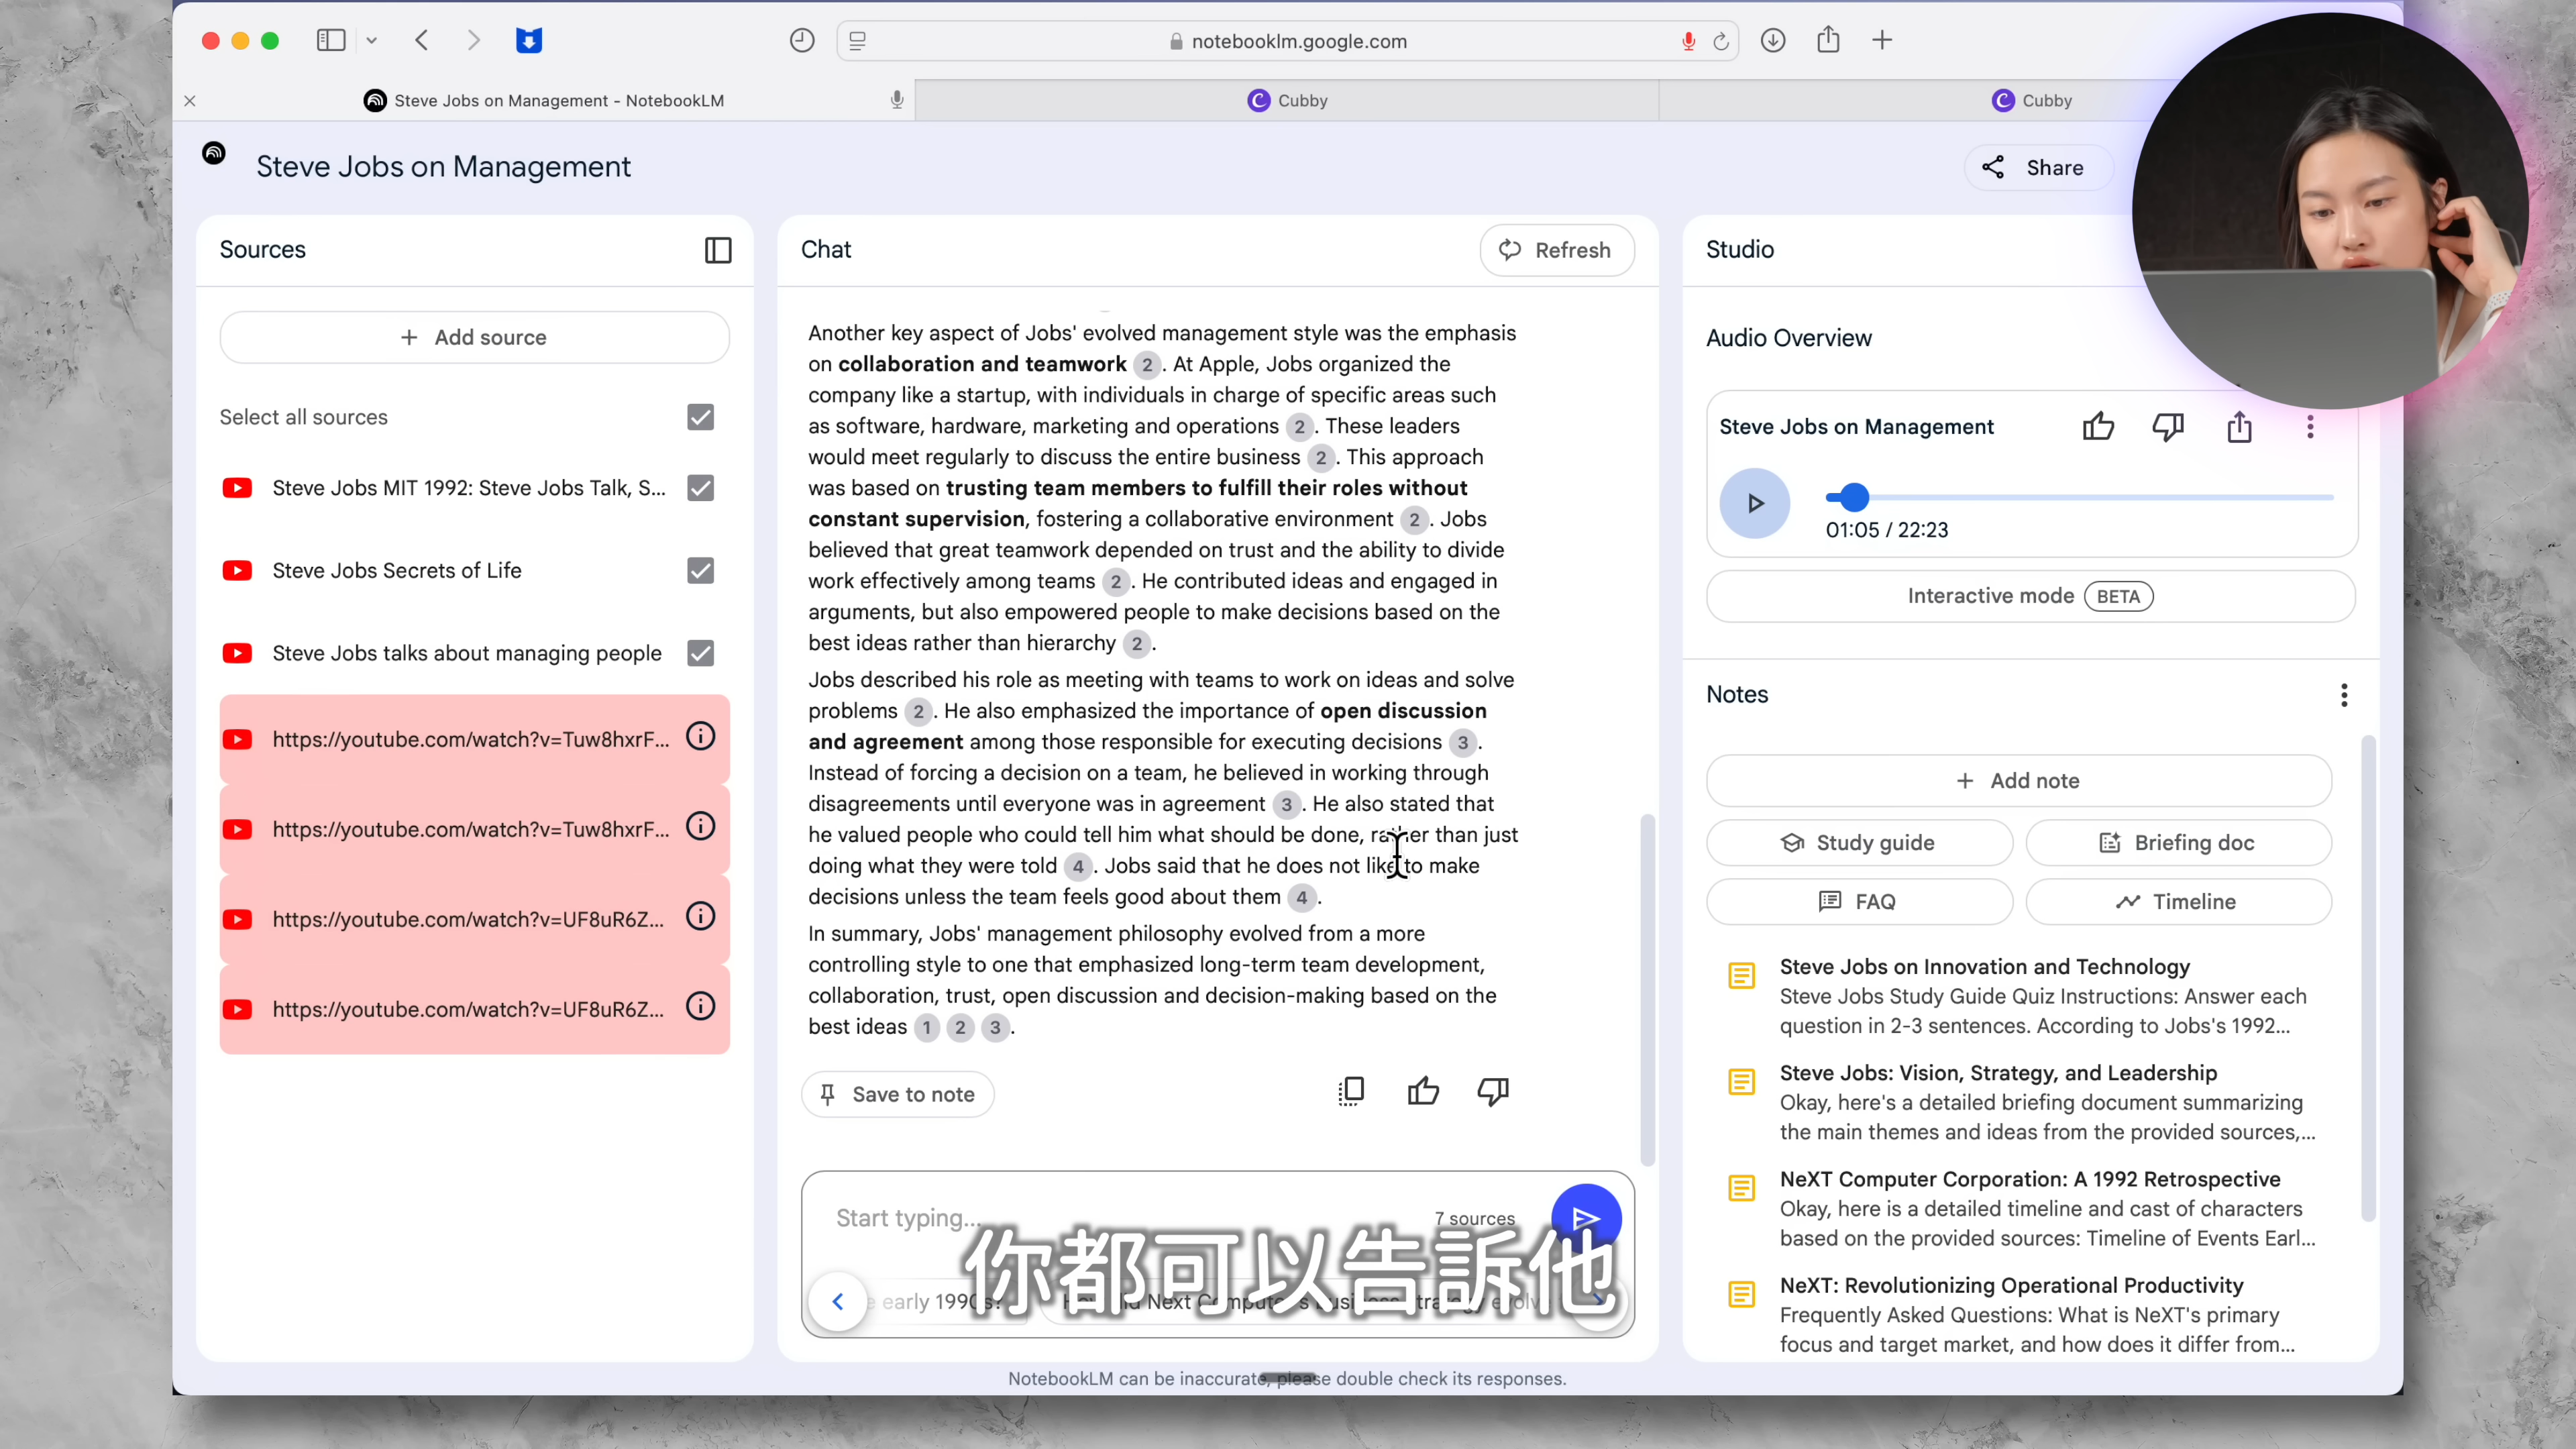 notebooklm.google.com
Steve Jobs on Management - NotebookLM
Cubby
Cubby
Steve Jobs on Management
Share
Sources
Add source
Select all sources
Steve Jobs MIT 1992: Steve Jobs Talk, S...
Steve Jobs Secrets of Life
Steve Jobs talks about managing people
https://youtube.com/watch?v=Tuw8hxrF...
https://youtube.com/watch?v=Tuw8hxrF...
https://youtube.com/watch?v=UF8uR6Z...
https://youtube.com/watch?v=UF8uR6Z...
Chat
Refresh
Another key aspect of Jobs' evolved management style was the emphasis
on collaboration and teamwork 2. At Apple, Jobs organized the
company like a startup, with individuals in charge of specific areas such
as software, hardware, marketing and operations 2. These leaders
would meet regularly to discuss the entire business 2. This approach
was based on trusting team members to fulfill their roles without
constant supervision, fostering a collaborative environment 2. Jobs
believed that great teamwork depended on trust and the ability to divide
work effectively among teams 2. He contributed ideas and engaged in
arguments, but also empowered people to make decisions based on the
best ideas rather than hierarchy 2.
Jobs described his role as meeting with teams to work on ideas and solve
problems 2. He also emphasized the importance of open discussion
and agreement among those responsible for executing decisions 3.
Instead of forcing a decision on a team, he believed in working through
disagreements until everyone was in agreement 3. He also stated that
he valued people who could tell him what should be done, rather than just
doing what they were told 4. Jobs said that he does not like to make
decisions unless the team feels good about them 4.
In summary, Jobs' management philosophy evolved from a more
controlling style to one that emphasized long-term team development,
collaboration, trust, open discussion and decision-making based on the
best ideas 1 2 3.
Save to note
Start typing...
7 sources
你都可以告訴他
early 1990s?
Next Computer's business strategy evolve
NotebookLM can be inaccurate, please double check its responses.
Studio
Audio Overview
Steve Jobs on Management
01:05 / 22:23
Interactive mode BETA
Notes
Add note
Study guide
Briefing doc
FAQ
Timeline
Steve Jobs on Innovation and Technology
Steve Jobs Study Guide Quiz Instructions: Answer each
question in 2-3 sentences. According to Jobs's 1992...
Steve Jobs: Vision, Strategy, and Leadership
Okay, here's a detailed briefing document summarizing
the main themes and ideas from the provided sources,...
NeXT Computer Corporation: A 1992 Retrospective
Okay, here is a detailed timeline and cast of characters
based on the provided sources: Timeline of Events Earl...
NeXT: Revolutionizing Operational Productivity
Frequently Asked Questions: What is NeXT's primary
focus and target market, and how does it differ from...